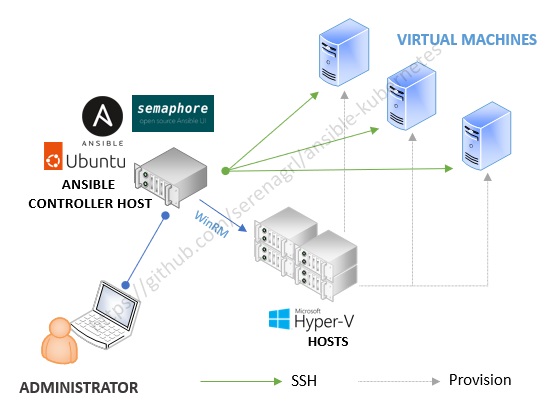 VIRTUAL MACHINES
semaphore
open source Ansible UI
ANSIBLE
Ubuntu
ANSIBLE
CONTROLLER HOST
WinRM
Microsoft
Hyper-V
HOSTS
ADMINISTRATOR
SSH
Provision
ps://github.com/serenagrl/ansible-kubernetes